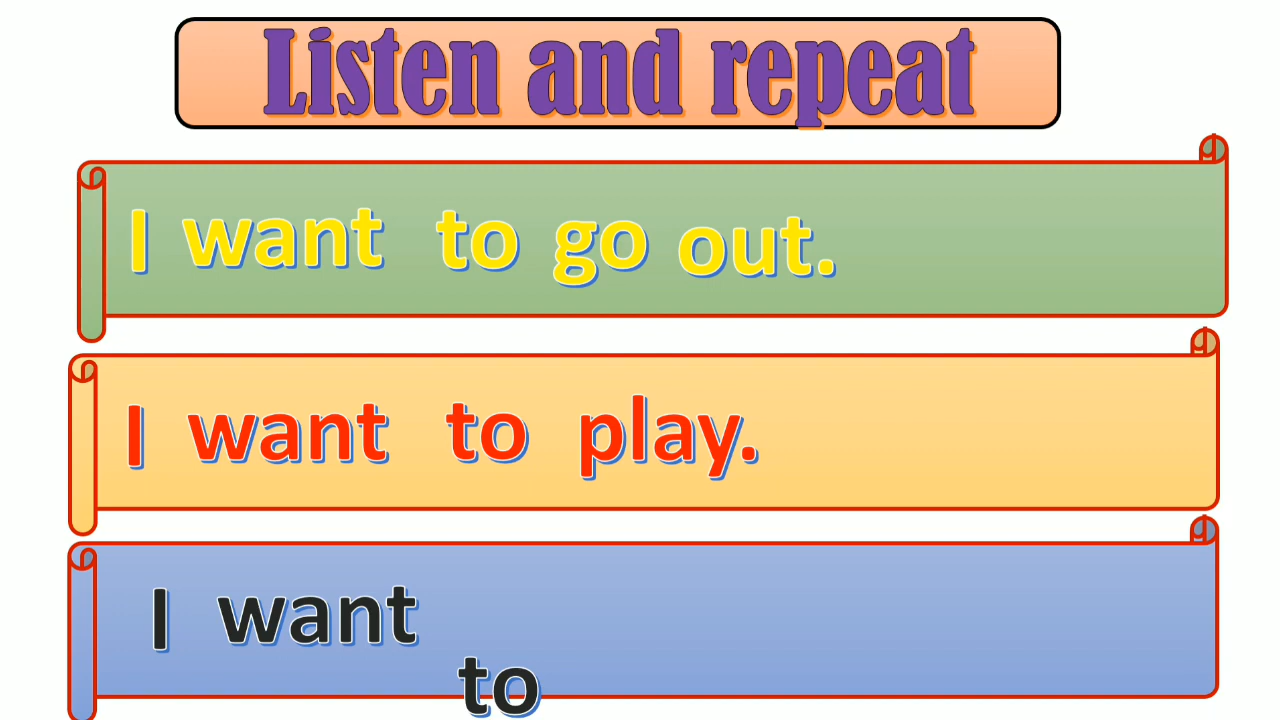 Listen and repeat
I want to go out.
I want to play.
I want
to